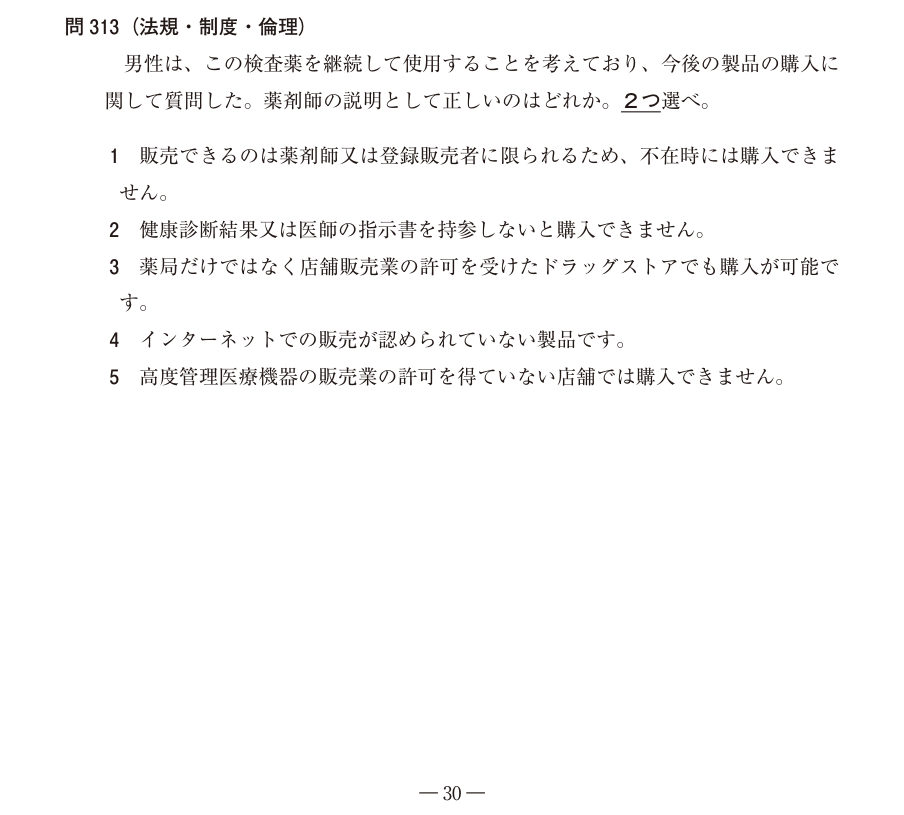 問 313（法規・制度・倫理）
男性は、この検査薬を継続して使用することを考えており、今後の製品の購入に
関して質問した。薬剤師の説明として正しいのはどれか。２つ選べ。
1　販売できるのは薬剤師又は登録販売者に限られるため、不在時には購入できま
せん。
2　健康診断結果又は医師の指示書を持参しないと購入できません。
3　薬局だけではなく店舗販売業の許可を受けたドラッグストアでも購入が可能で
す。
4　インターネットでの販売が認められていない製品です。
5　高度管理医療機器の販売業の許可を得ていない店舗では購入できません。
— 30 —